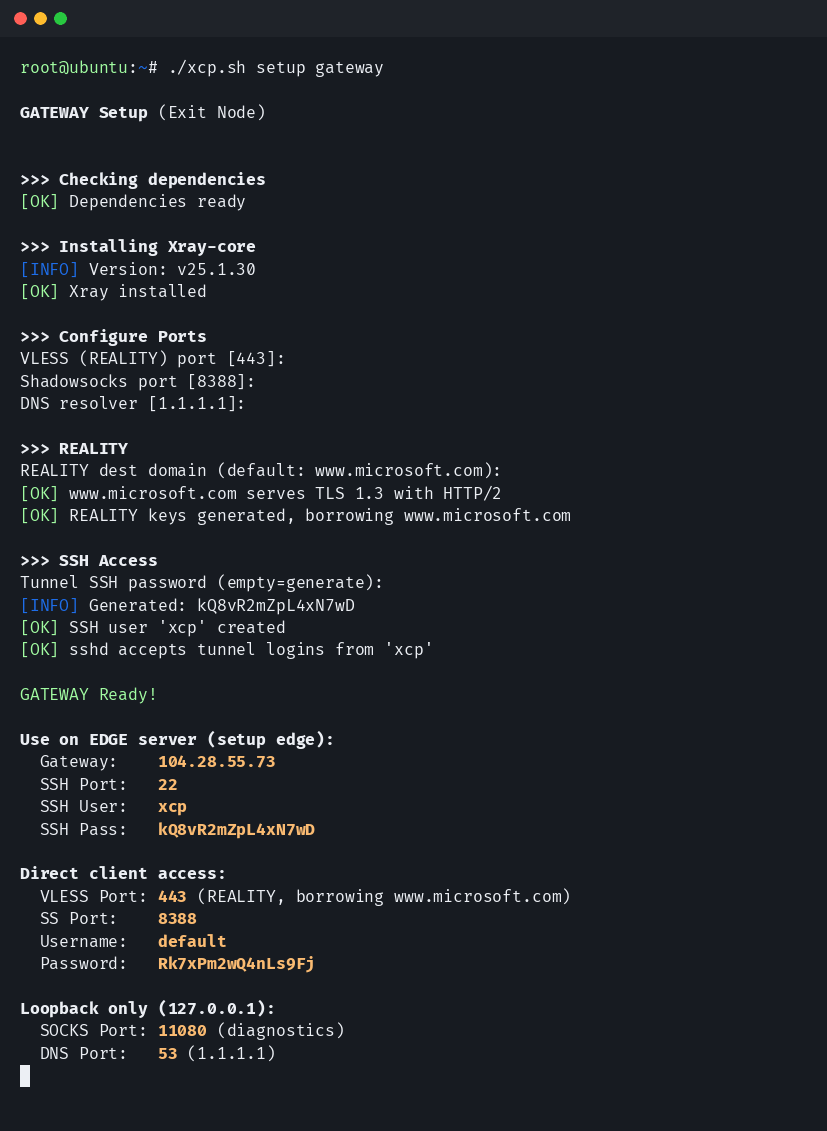 root@ubuntu:~# ./xcp.sh setup gateway
GATEWAY Setup (Exit Node)
>>> Checking dependencies
[OK] Dependencies ready
>>> Installing Xray-core
[INFO] Version: v25.1.30
[OK] Xray installed
>>> Configure Ports
VLESS (REALITY) port [443]:
Shadowsocks port [8388]:
DNS resolver [1.1.1.1]:
>>> REALITY
REALITY dest domain (default: www.microsoft.com):
[OK] www.microsoft.com serves TLS 1.3 with HTTP/2
[OK] REALITY keys generated, borrowing www.microsoft.com
>>> SSH Access
Tunnel SSH password (empty=generate):
[INFO] Generated: kQ8vR2mZpL4xN7wD
[OK] SSH user 'xcp' created
[OK] sshd accepts tunnel logins from 'xcp'
GATEWAY Ready!
Use on EDGE server (setup edge):
Gateway: 104.28.55.73
SSH Port: 22
SSH User: xcp
SSH Pass: kQ8vR2mZpL4xN7wD
Direct client access:
VLESS Port: 443 (REALITY, borrowing www.microsoft.com)
SS Port: 8388
Username: default
Password: Rk7xPm2wQ4nLs9Fj
Loopback only (127.0.0.1):
SOCKS Port: 11080 (diagnostics)
DNS Port: 53 (1.1.1.1)